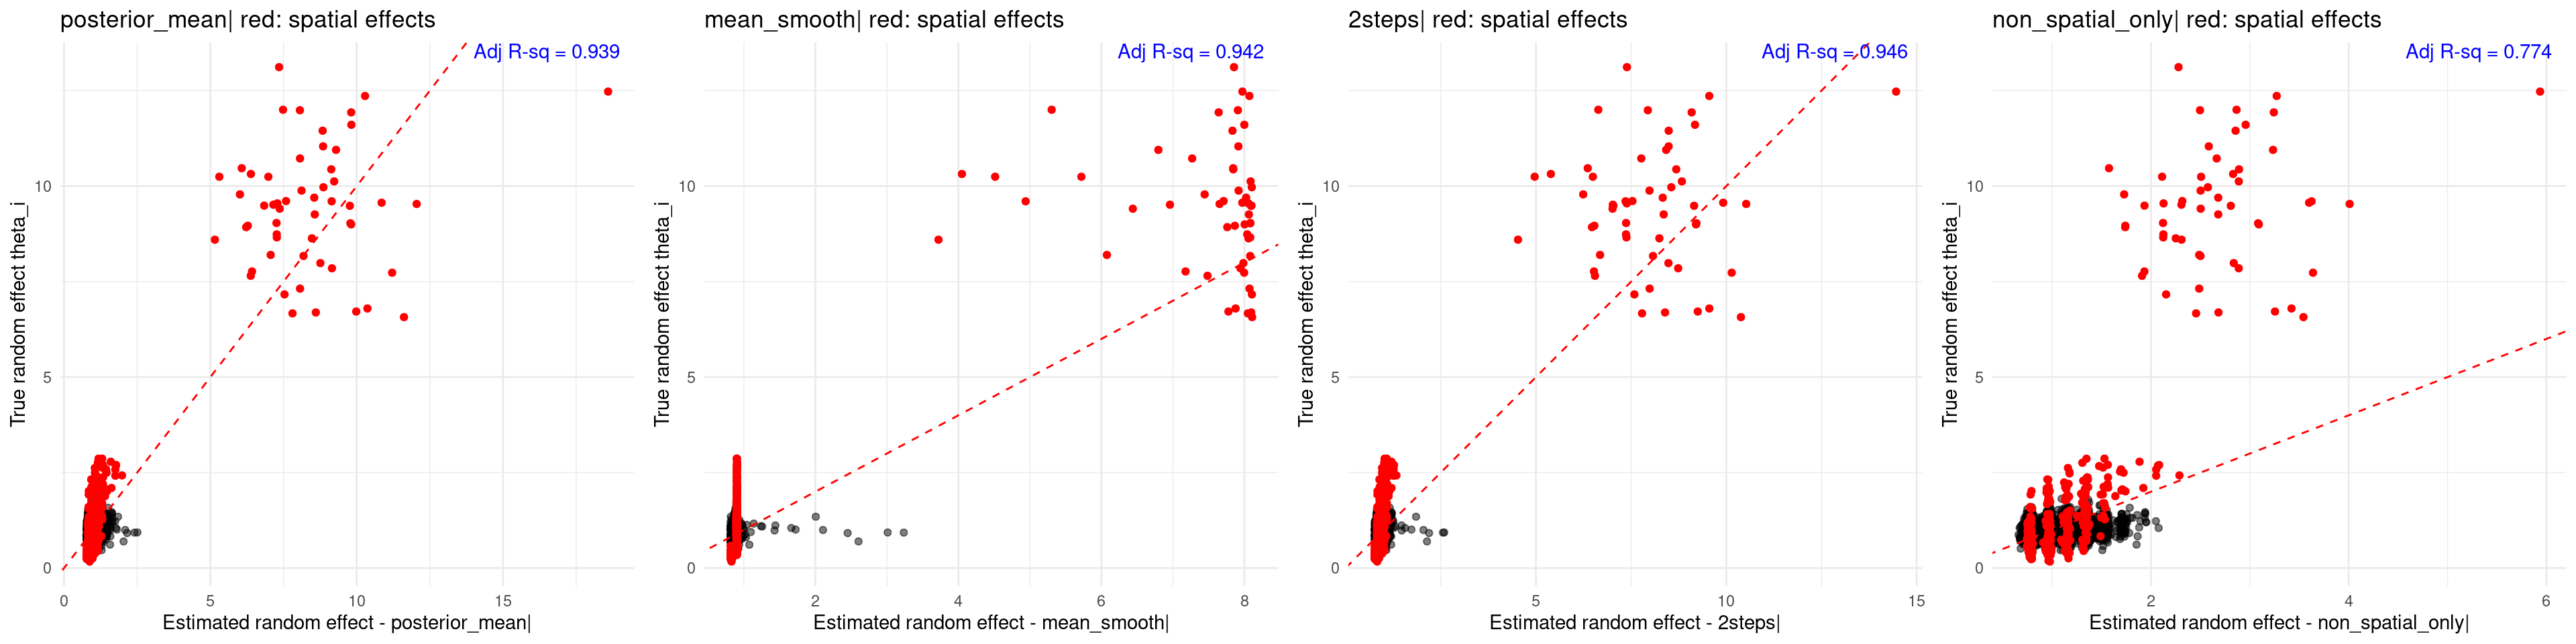 posterior_mean| red: spatial effects
Adj R-sq = 0.939
True random effect theta_i
10
5
0
0 5 10 15
Estimated random effect - posterior_mean|
mean_smooth| red: spatial effects
Adj R-sq = 0.942
True random effect theta_i
10
5
0
2 4 6 8
Estimated random effect - mean_smooth|
2steps| red: spatial effects
Adj R-sq = 0.946
True random effect theta_i
10
5
0
5 10 15
Estimated random effect - 2steps|
non_spatial_only| red: spatial effects
Adj R-sq = 0.774
True random effect theta_i
10
5
0
2 4 6
Estimated random effect - non_spatial_only|